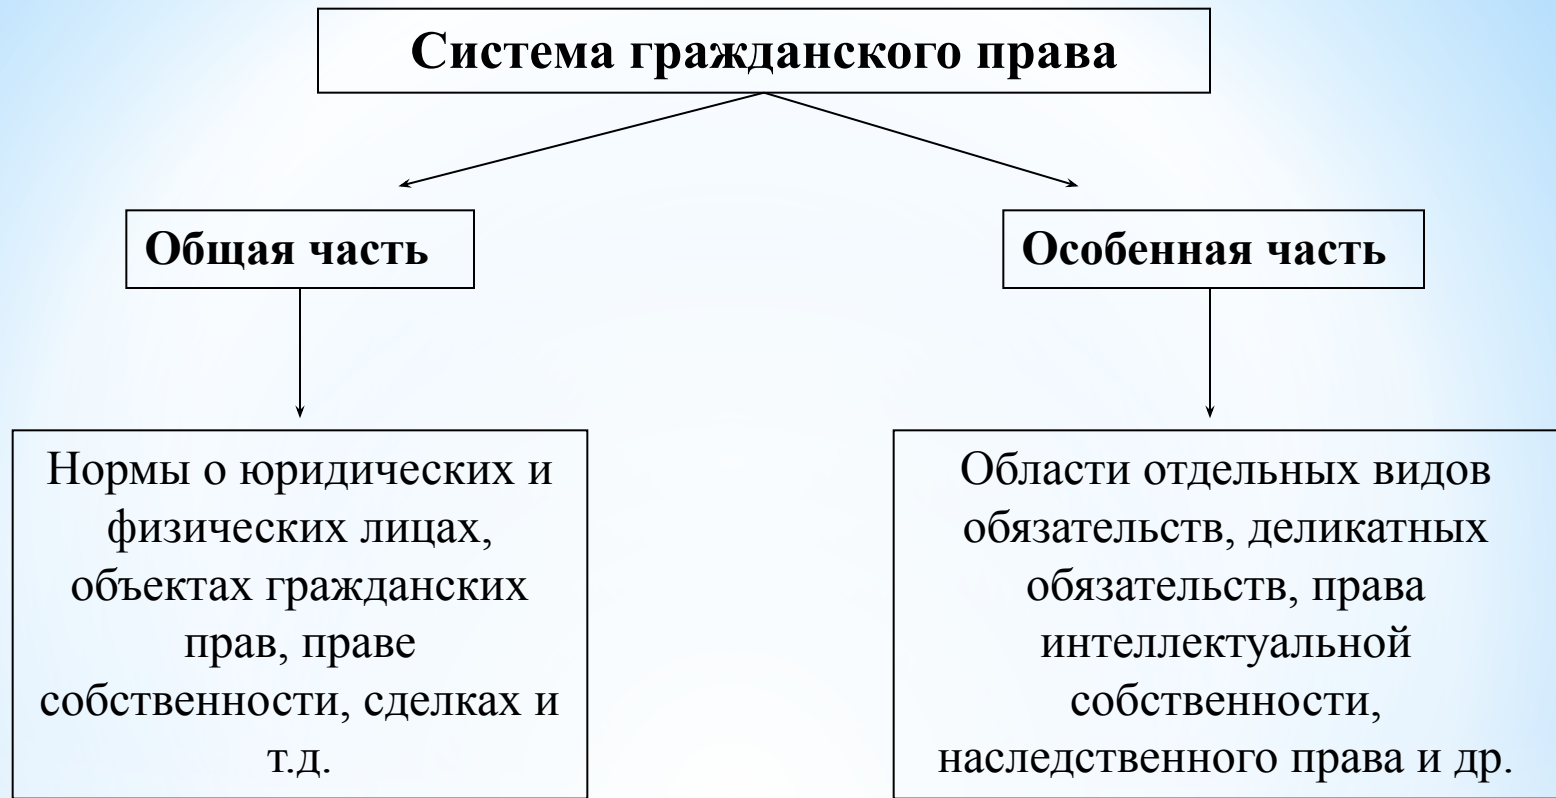 Система гражданского права
Общая часть
Особенная часть
Нормы о юридических и
физических лицах,
объектах гражданских
прав, праве
собственности, сделках и
т.д.
Области отдельных видов
обязательств, деликатных
обязательств, права
интеллектуальной
собственности,
наследственного права и др.